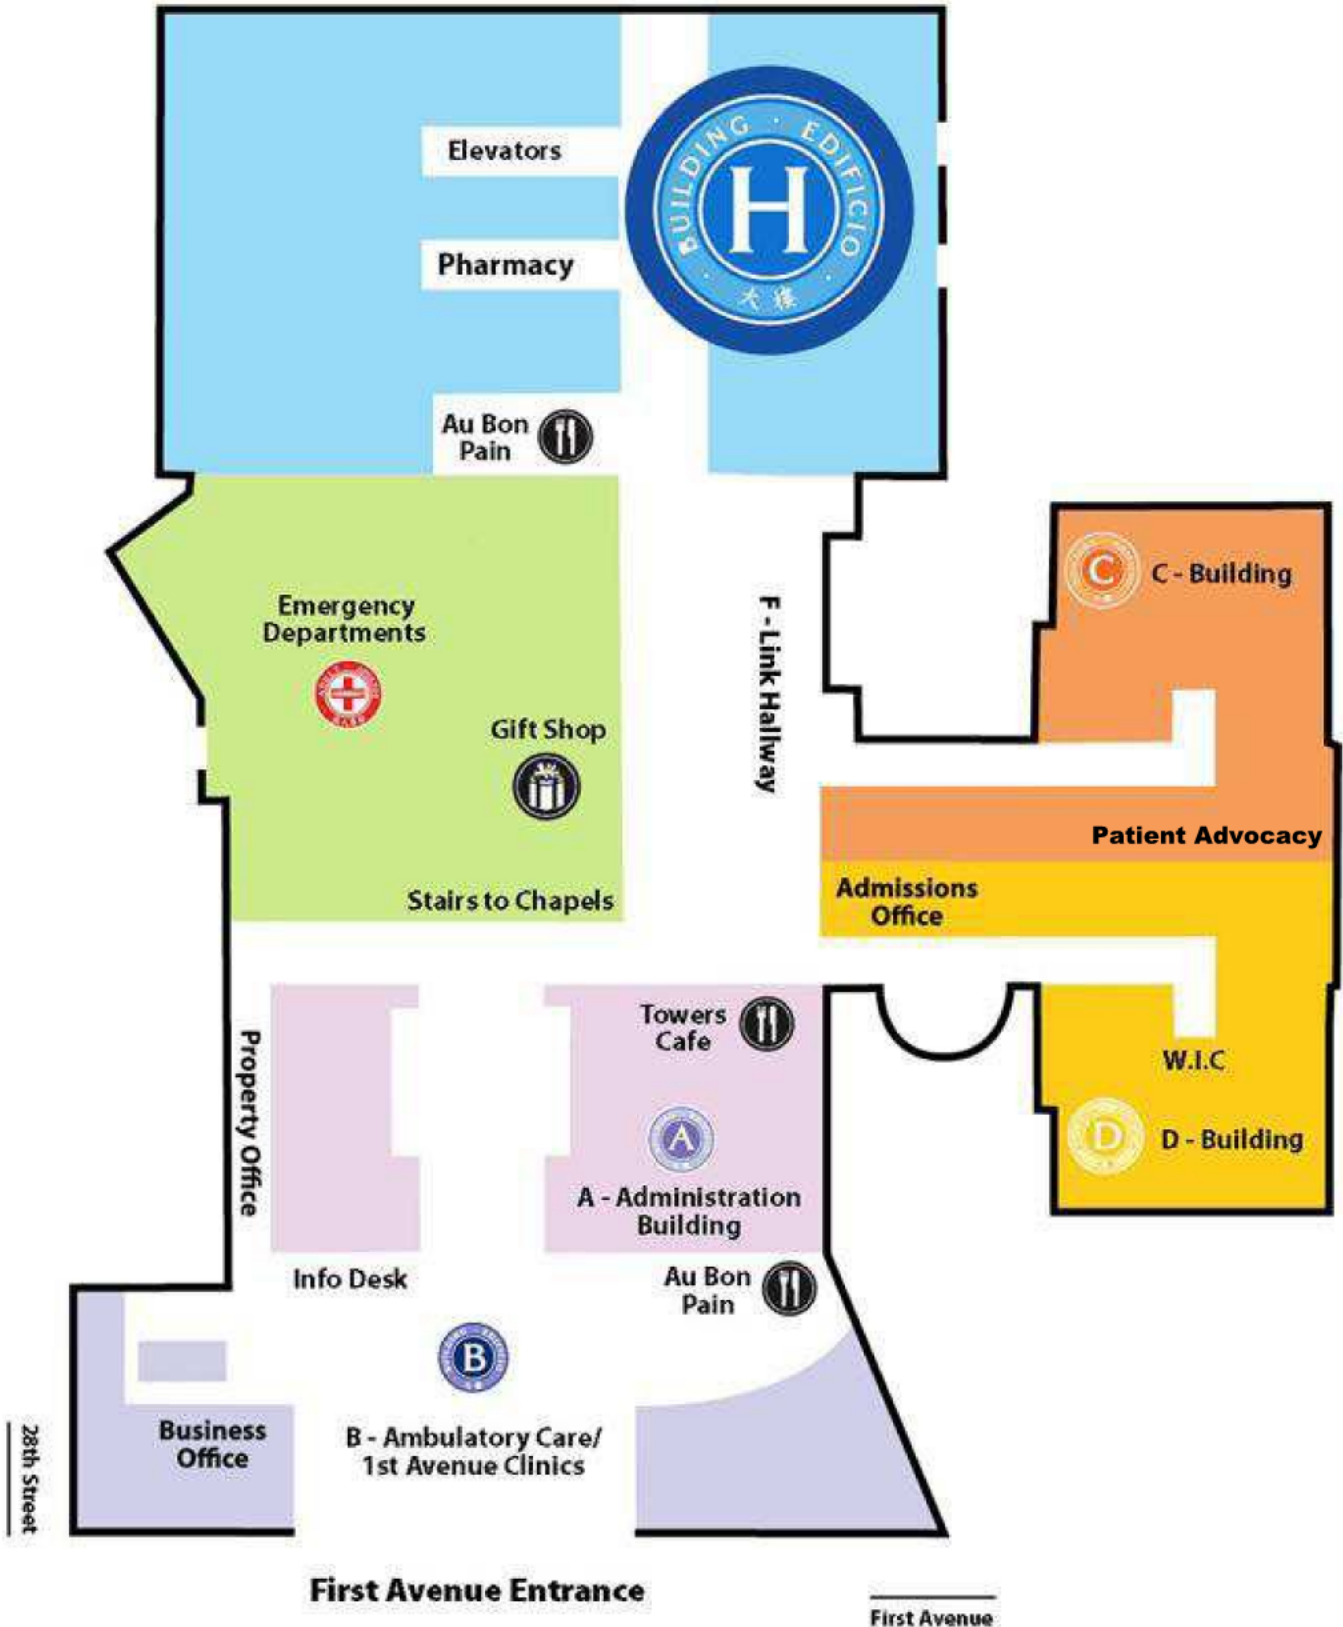 Elevators
BUILDING · EDIFICIO · 大樓 ·
H
Pharmacy
Au Bon
Pain
C
C - Building
Emergency
Departments
F - Link Hallway
Gift Shop
Patient Advocacy
Stairs to Chapels
Admissions
Office
Towers
Cafe
Property Office
W.I.C
A
D
D - Building
A - Administration
Building
Info Desk
Au Bon
Pain
B
Business
Office
B - Ambulatory Care/
1st Avenue Clinics
28th Street
First Avenue Entrance
First Avenue